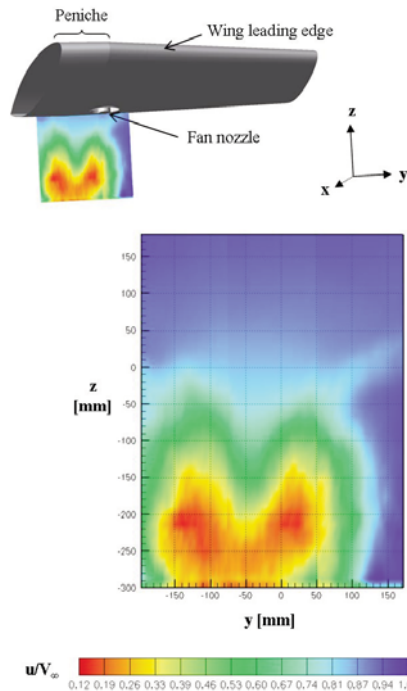 Peniche
Wing leading edge
Fan nozzle
z
y
x
150
100
50
z
0
[mm]
-50
-100
-150
-200
-250
-300
-150 -100 -50 0 50 100 150
y [mm]
u/V∞
0.12 0.19 0.26 0.33 0.39 0.46 0.53 0.60 0.67 0.74 0.81 0.87 0.94